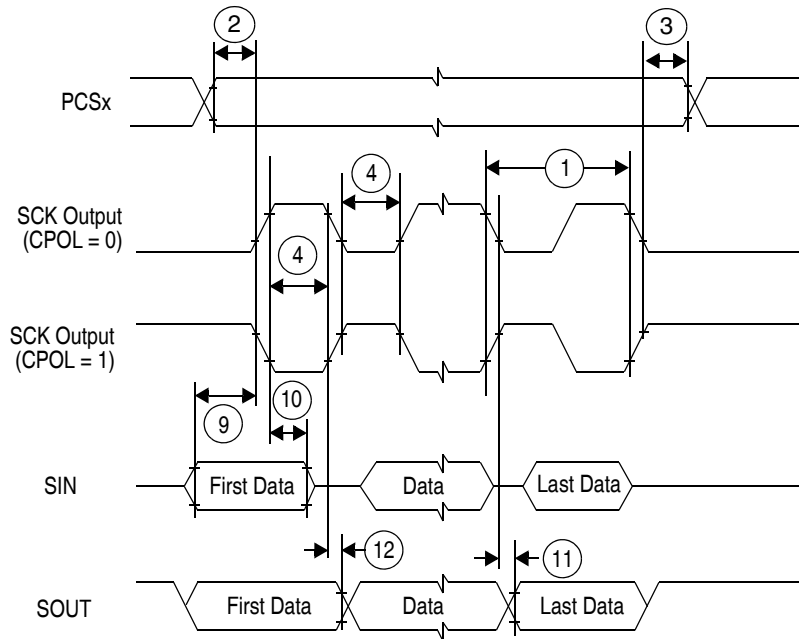 2
3
PCSx
4
1
SCK Output
(CPOL = 0)
4
SCK Output
(CPOL = 1)
9
10
SIN
First Data
Data
Last Data
12
11
SOUT
First Data
Data
Last Data